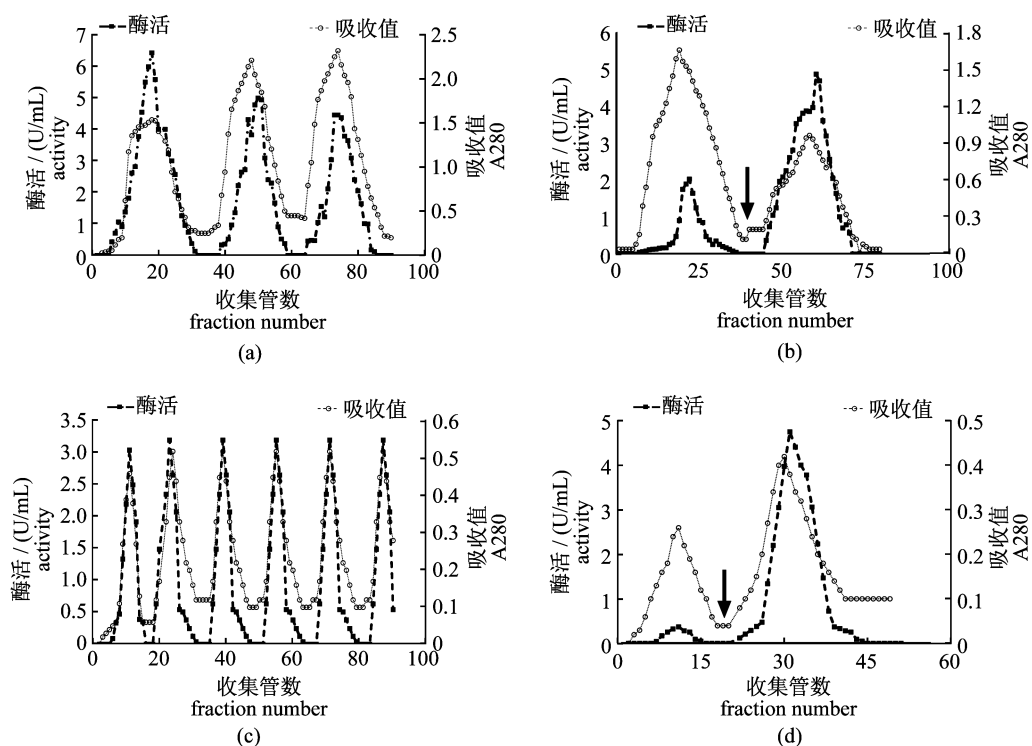 酶活 吸收值
7 6 5 4 3 2 1 0
酶活 / (U/mL)
activity
2.5 2.0 1.5 1.0 0.5 0.0
吸收值
A280
0 20 40 60 80 100
收集管数
fraction number
(a)
酶活 吸收值
6 5 4 3 2 1 0
酶活 / (U/mL)
activity
1.8 1.5 1.2 0.9 0.6 0.3 0
吸收值
A280
0 25 50 75 100
收集管数
fraction number
(b)
酶活 吸收值
3.5 3.0 2.5 2.0 1.5 1.0 0.5 0
酶活 / (U/mL)
activity
0.6 0.5 0.4 0.3 0.2 0.1 0
吸收值
A280
0 20 40 60 80 100
收集管数
fraction number
(c)
酶活 吸收值
5 4 3 2 1 0
酶活 / (U/mL)
activity
0.5 0.4 0.3 0.2 0.1 0
吸收值
A280
0 15 30 45 60
收集管数
fraction number
(d)